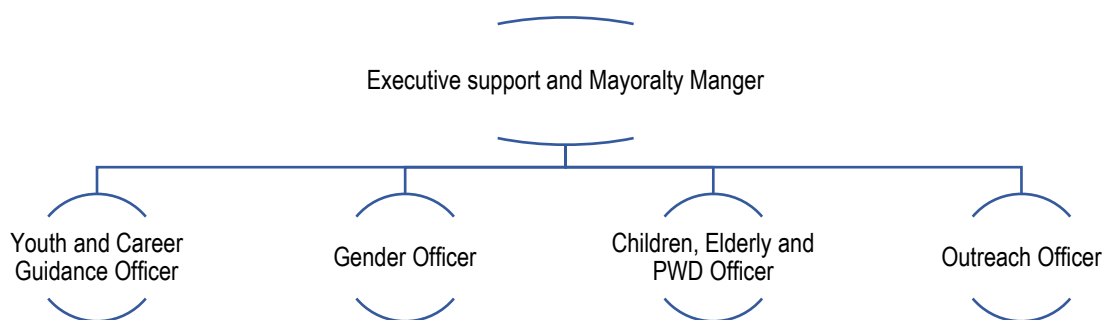 Executive support and Mayoralty Manger
Youth and Career
Guidance Officer
Gender Officer
Children, Elderly and
PWD Officer
Outreach Officer